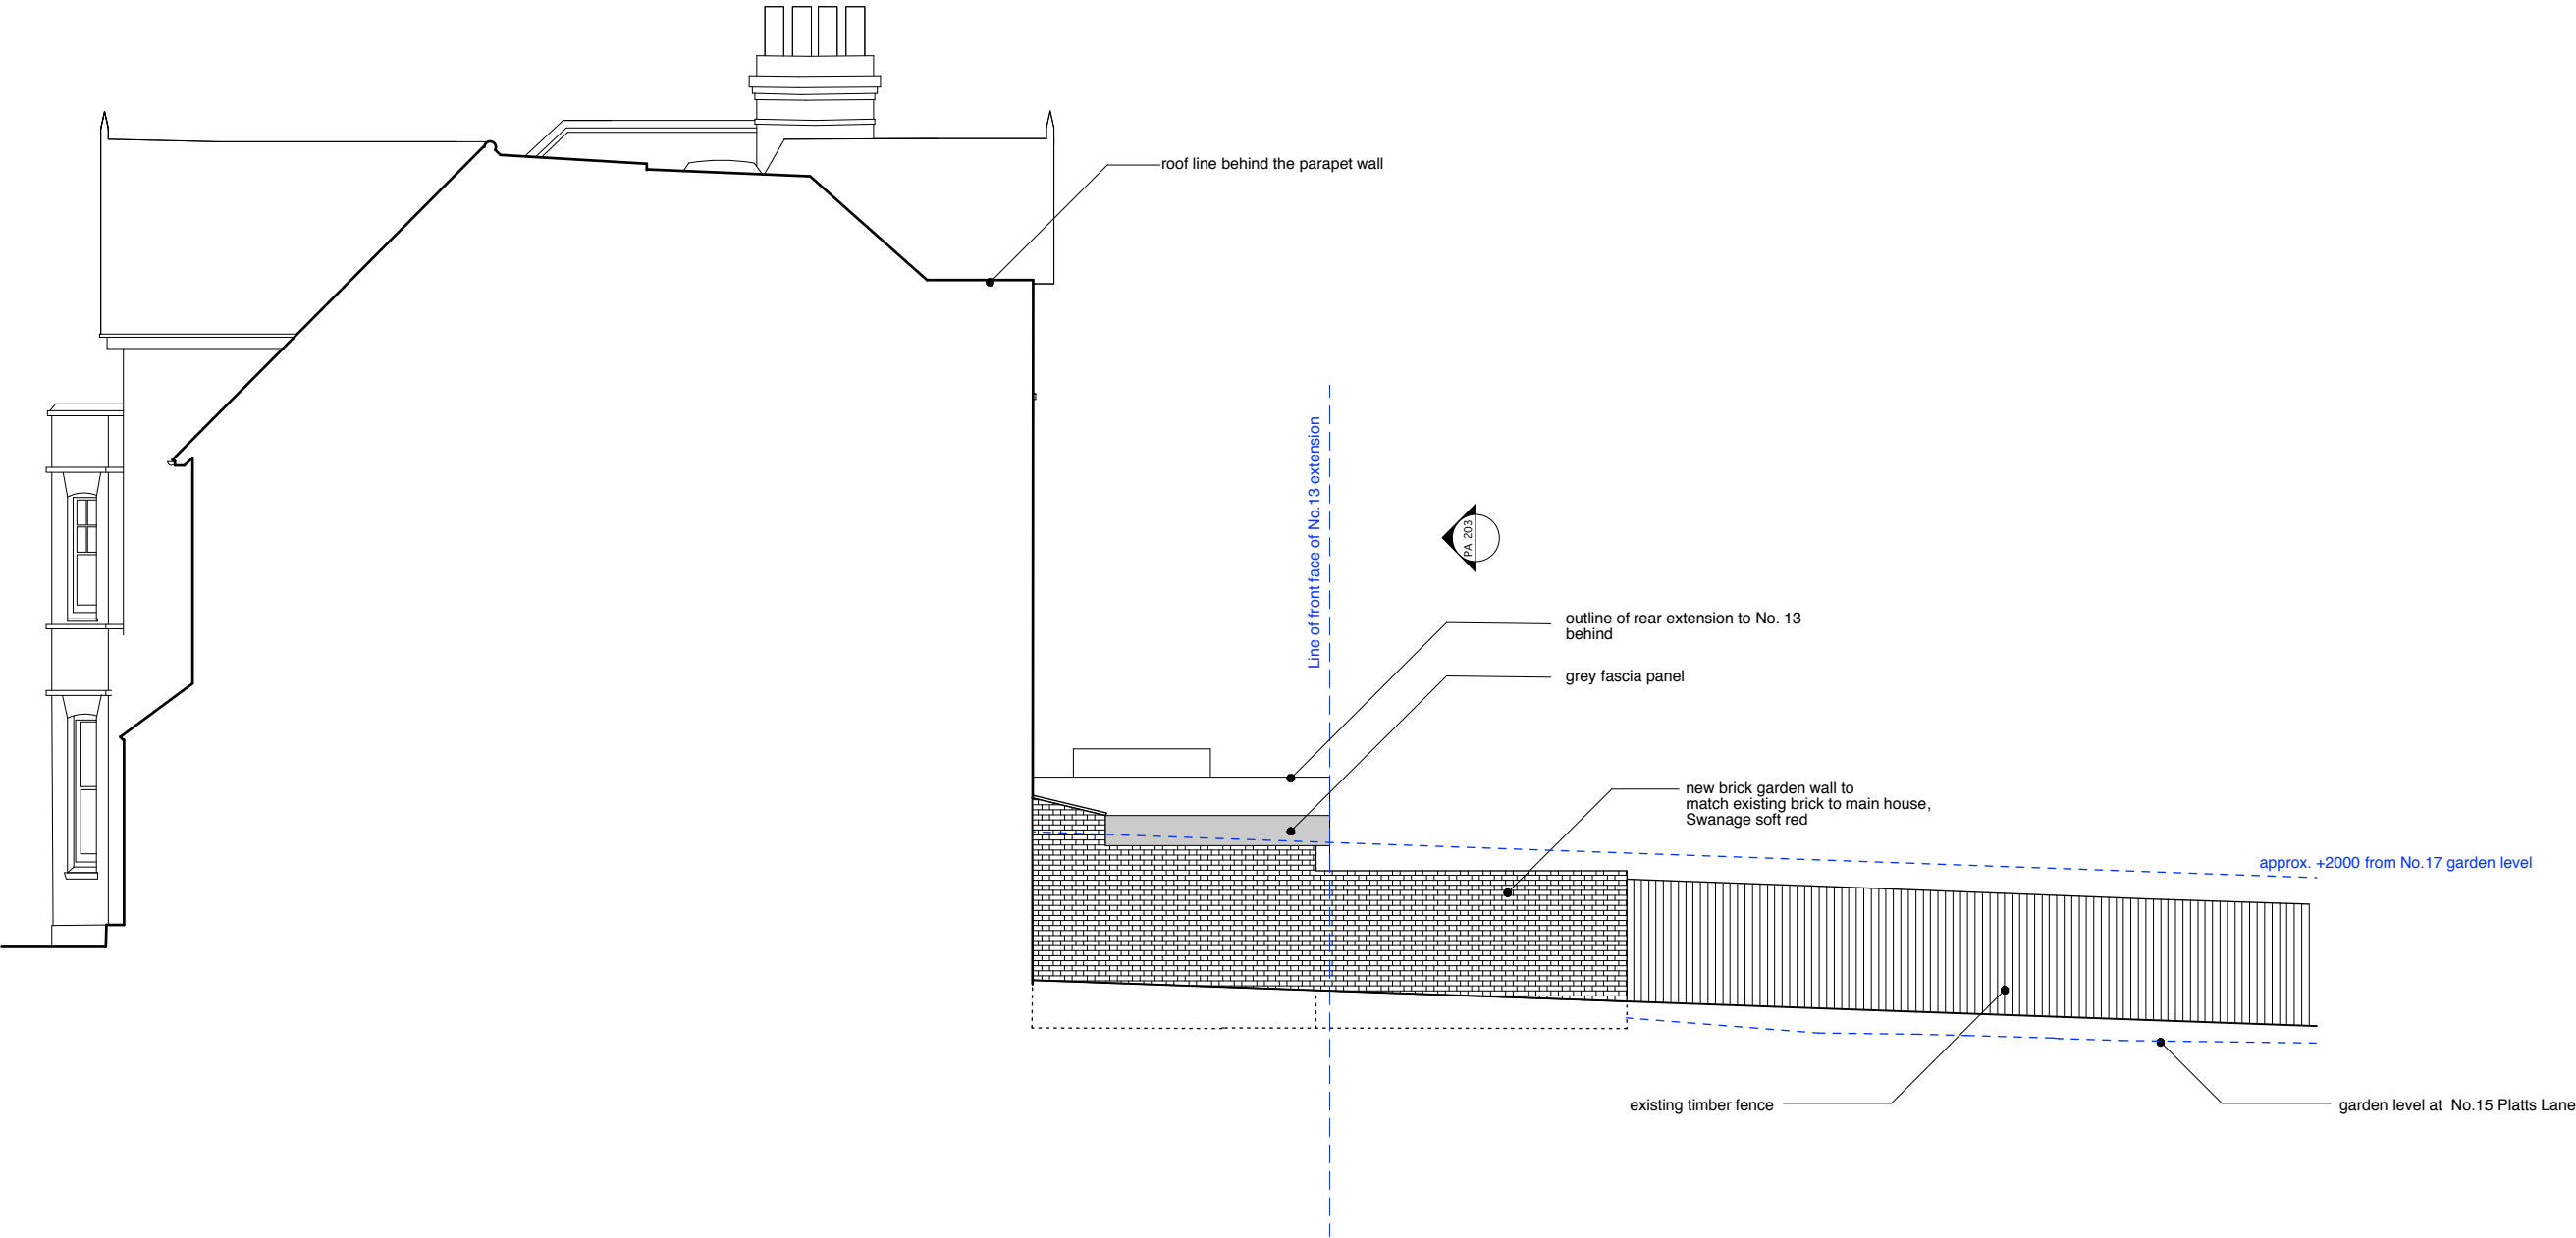 roof line behind the parapet wall
Line of front face of No.13 extension
PA 203
outline of rear extension to No. 13
behind
grey fascia panel
new brick garden wall to
match existing brick to main house,
Swanage soft red
approx. +2000 from No.17 garden level
existing timber fence
garden level at  No.15 Platts Lane